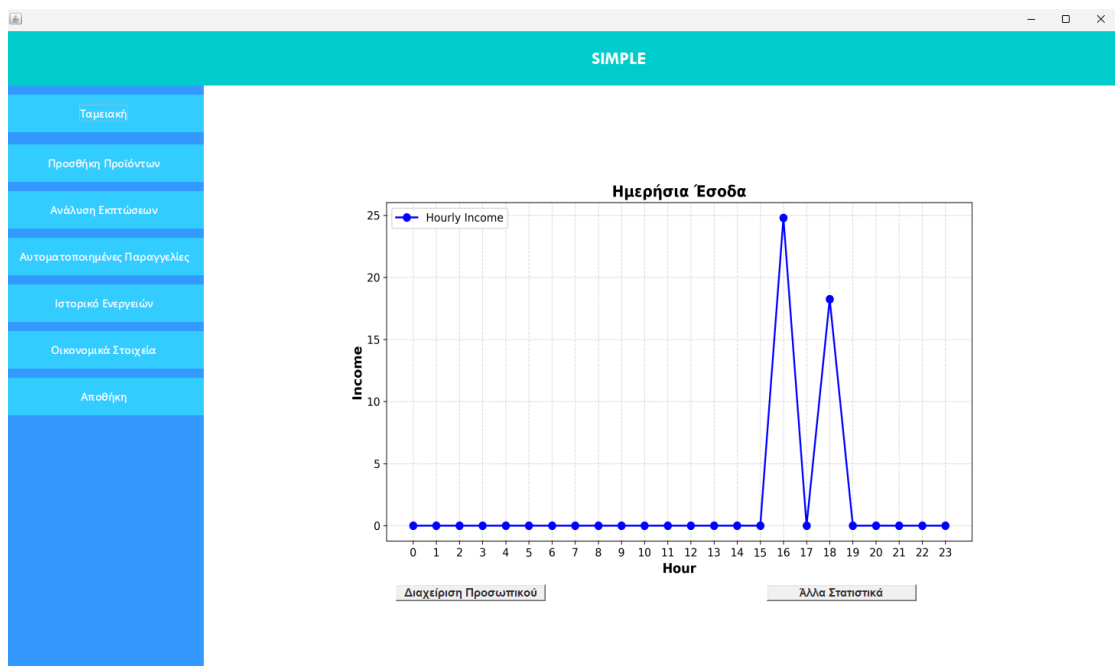 SIMPLE
Ταμειακή
Προσθήκη Προϊόντων
Ανάλυση Εκπτώσεων
Αυτοματοποιημένες Παραγγελίες
Ιστορικό Ενεργειών
Οικονομικά Στοιχεία
Αποθήκη
Ημερήσια Έσοδα
Hourly Income
25
20
15
10
5
0
Income
0 1 2 3 4 5 6 7 8 9 10 11 12 13 14 15 16 17 18 19 20 21 22 23
Hour
Διαχείριση Προσωπικού
Άλλα Στατιστικά